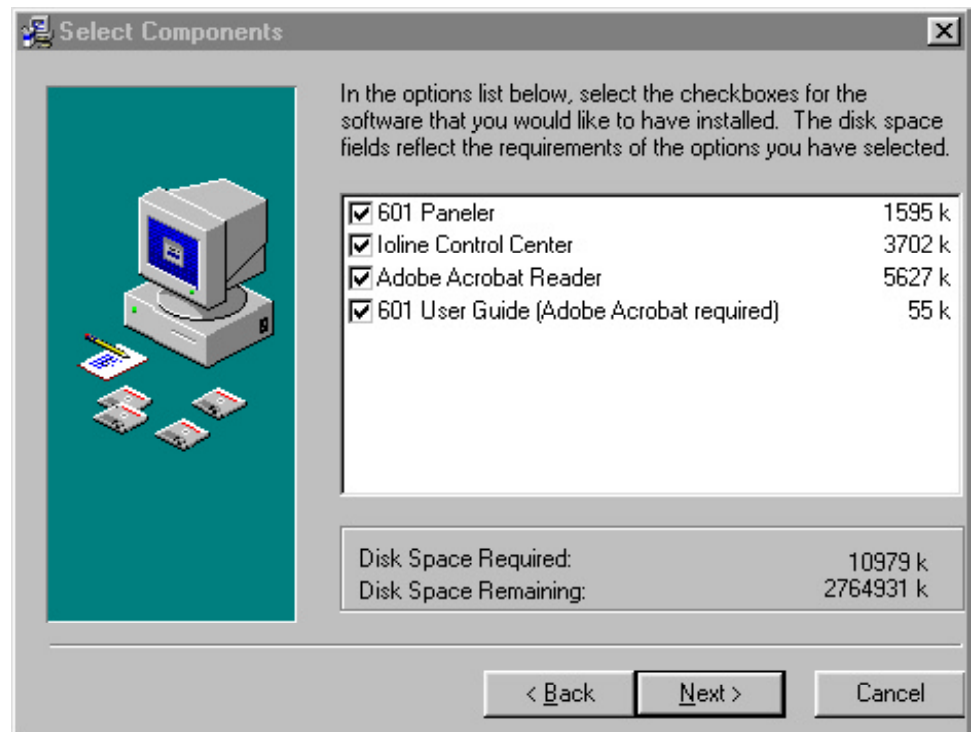 Select Components
In the options list below, select the checkboxes for the
software that you would like to have installed. The disk space
fields reflect the requirements of the options you have selected.
601 Paneler 1595 k
Ioline Control Center 3702 k
Adobe Acrobat Reader 5627 k
601 User Guide (Adobe Acrobat required) 55 k
Disk Space Required: 10979 k
Disk Space Remaining: 2764931 k
< Back Next > Cancel